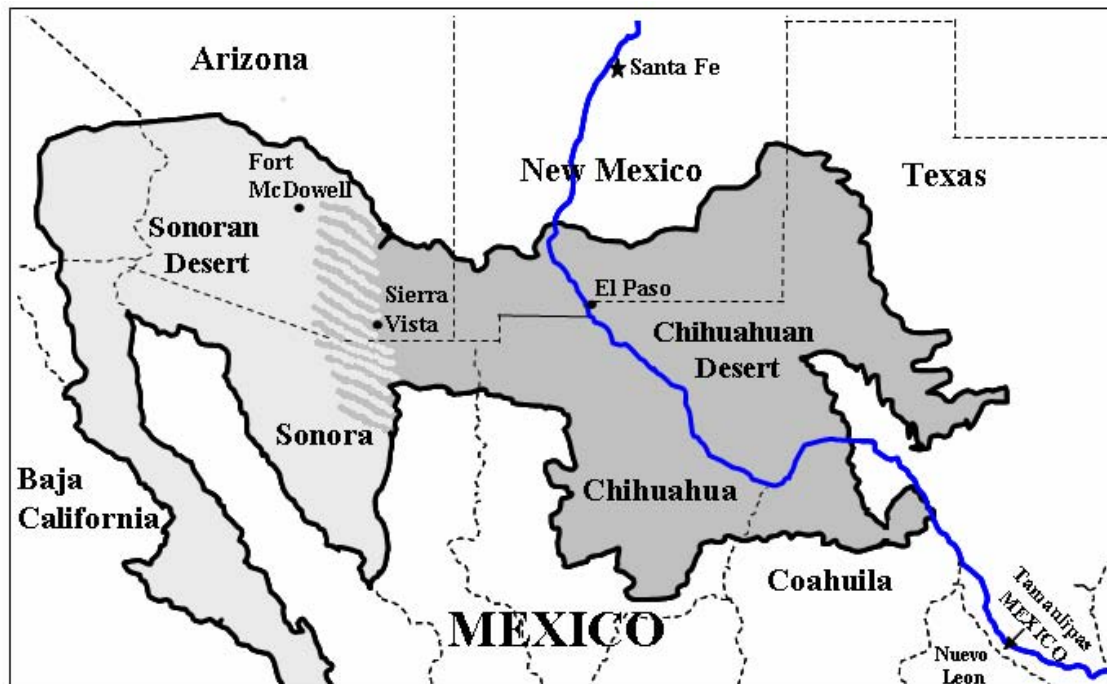 Arizona
Santa Fe
Fort
McDowell
New Mexico
Texas
Sonoran
Desert
Sierra
Vista
El Paso
Chihuahuan
Desert
Sonora
Baja
California
Chihuahua
Coahuila
MEXICO
Tamaulipas
MEXICO
Nuevo
Leon